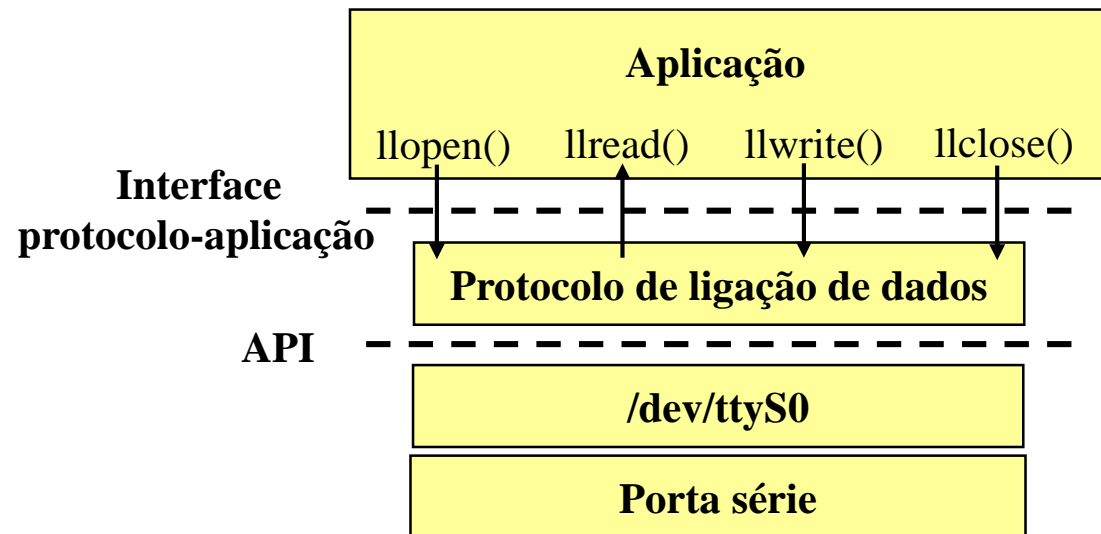 Aplicação
llopen() llread() llwrite() llclose()
Interface
protocolo-aplicação
Protocolo de ligação de dados
API
/dev/ttyS0
Porta série